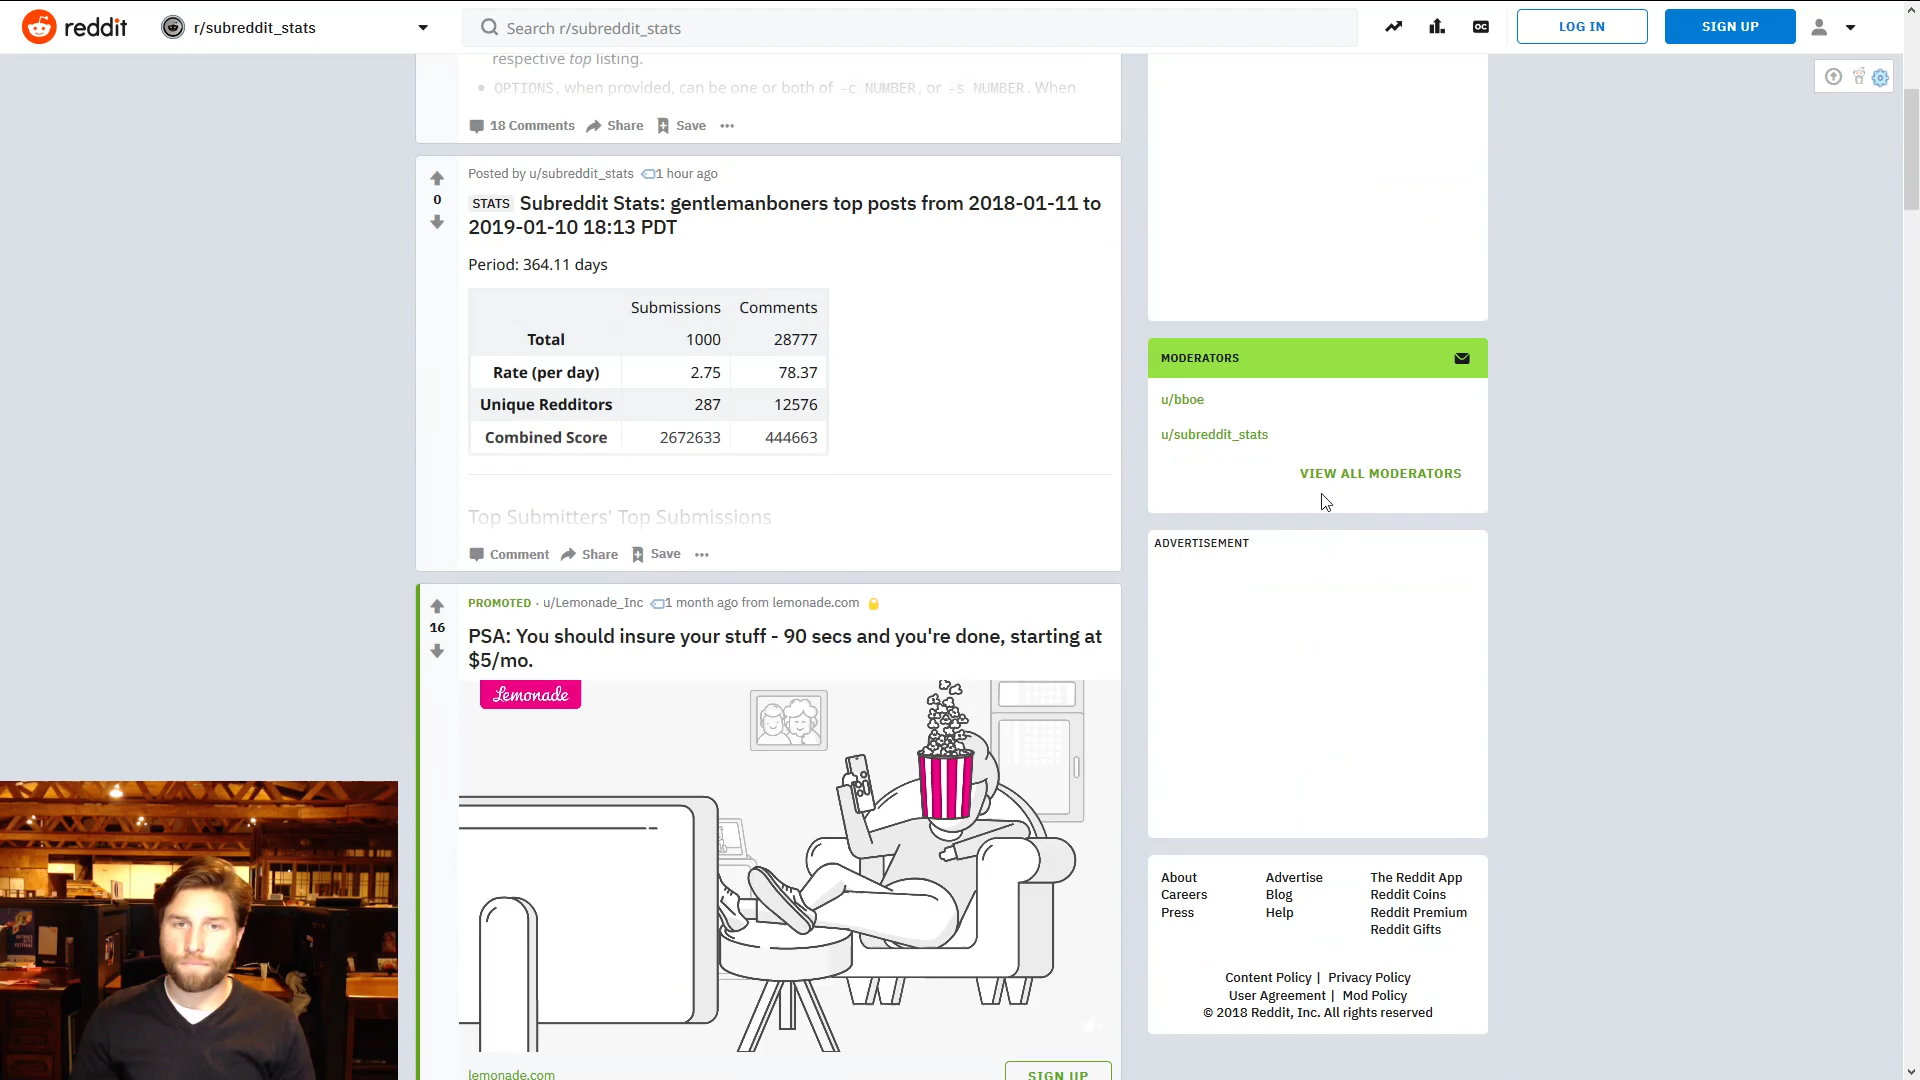 reddit
r/subreddit_stats
Search r/subreddit_stats
LOG IN
SIGN UP
respective top listing.
OPTIONS, when provided, can be one or both of -c NUMBER, or -s NUMBER. When
18 Comments Share Save
Posted by u/subreddit_stats 1 hour ago
0
STATS Subreddit Stats: gentlemanboners top posts from 2018-01-11 to
2019-01-10 18:13 PDT
Period: 364.11 days
Submissions Comments
Total 1000 28777
Rate (per day) 2.75 78.37
Unique Redditors 287 12576
Combined Score 2672633 444663
Top Submitters' Top Submissions
Comment Share Save
PROMOTED · u/Lemonade_Inc 1 month ago from lemonade.com
16
PSA: You should insure your stuff - 90 secs and you're done, starting at
$5/mo.
Lemonade
lemonade.com
SIGN UP
MODERATORS
u/bboe
u/subreddit_stats
VIEW ALL MODERATORS
ADVERTISEMENT
About Advertise The Reddit App
Careers Blog Reddit Coins
Press Help Reddit Premium
Reddit Gifts
Content Policy | Privacy Policy
User Agreement | Mod Policy
© 2018 Reddit, Inc. All rights reserved